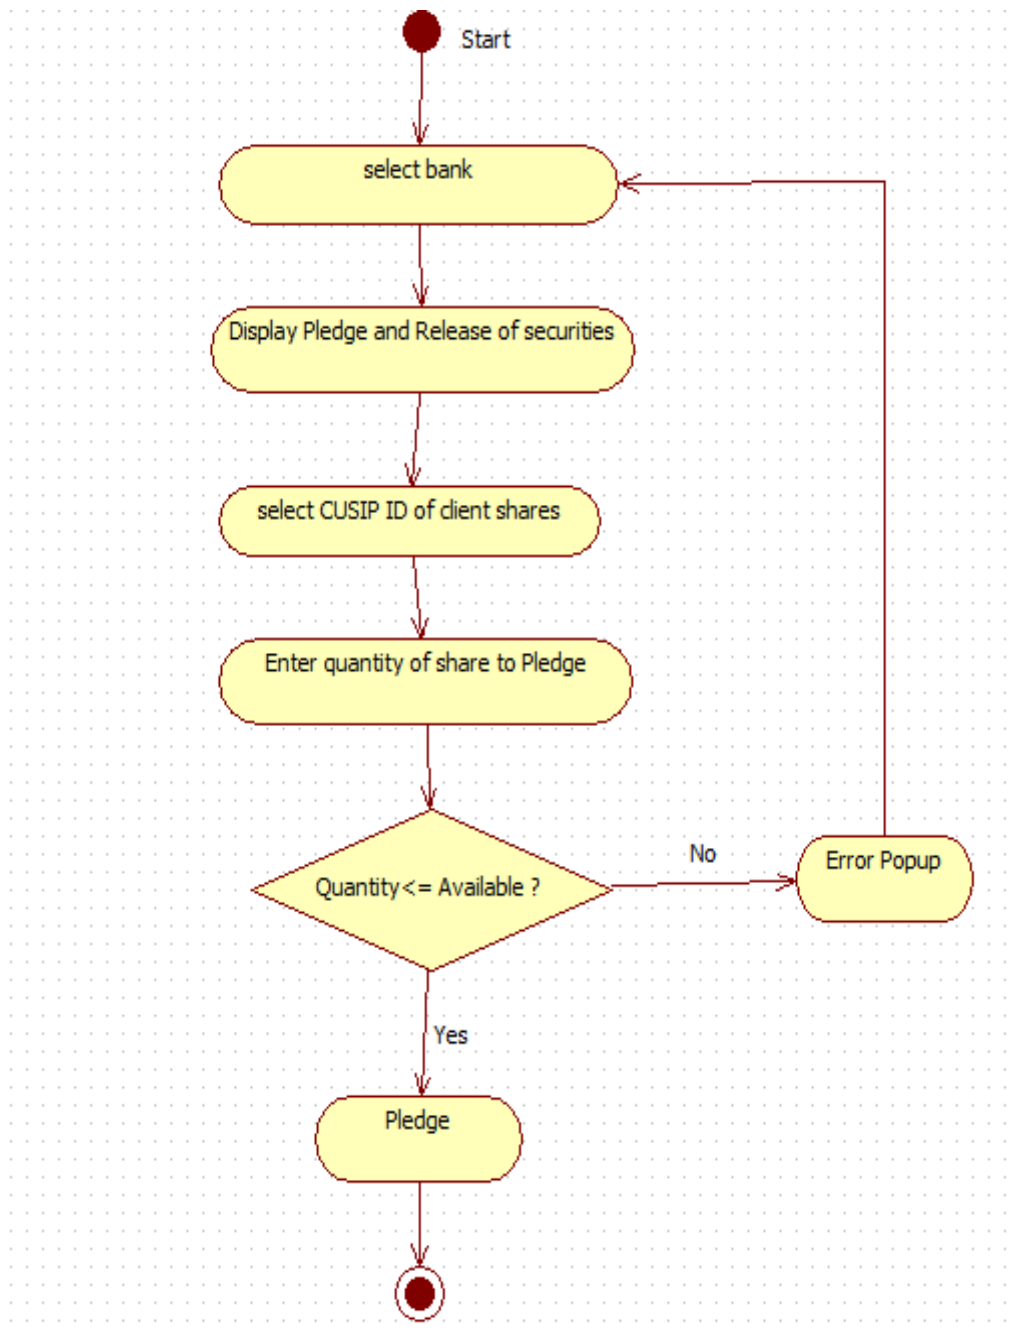 Start
select bank
Display Pledge and Release of securities
select CUSIP ID of client shares
Enter quantity of share to Pledge
Quantity<= Available ?
No
Error Popup
Yes
Pledge